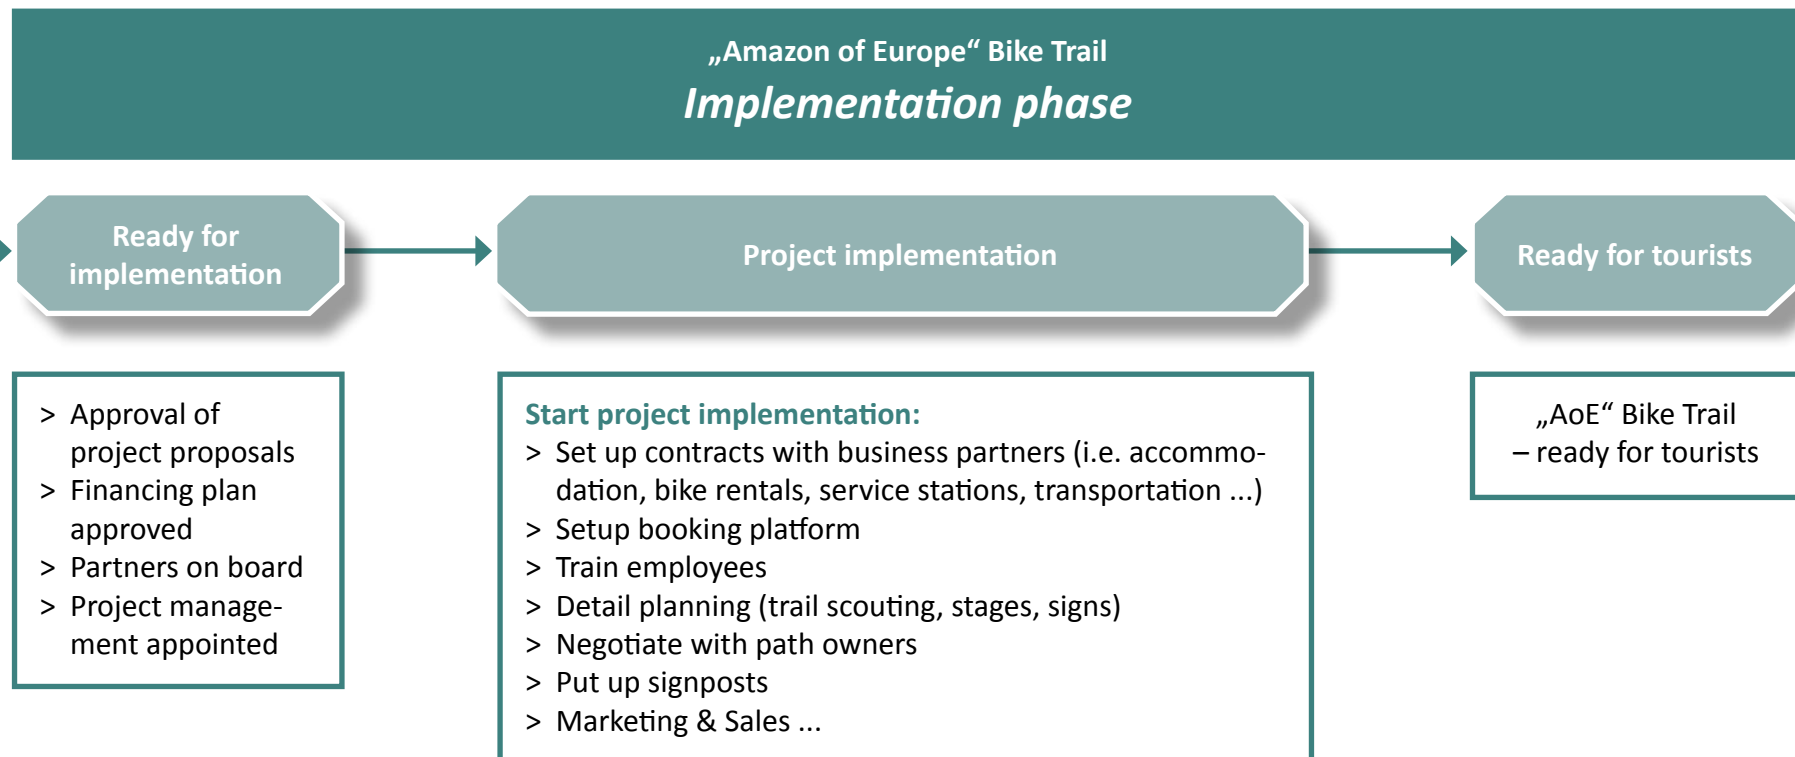 „Amazon of Europe“ Bike Trail
Implementation phase
Ready for
implementation
Project implementation
Ready for tourists
> Approval of
project proposals
> Financing plan
approved
> Partners on board
> Project manage-
ment appointed
Start project implementation:
> Set up contracts with business partners (i.e. accommo-
dation, bike rentals, service stations, transportation ...)
> Setup booking platform
> Train employees
> Detail planning (trail scouting, stages, signs)
> Negotiate with path owners
> Put up signposts
> Marketing & Sales ...
„AoE“ Bike Trail
– ready for tourists